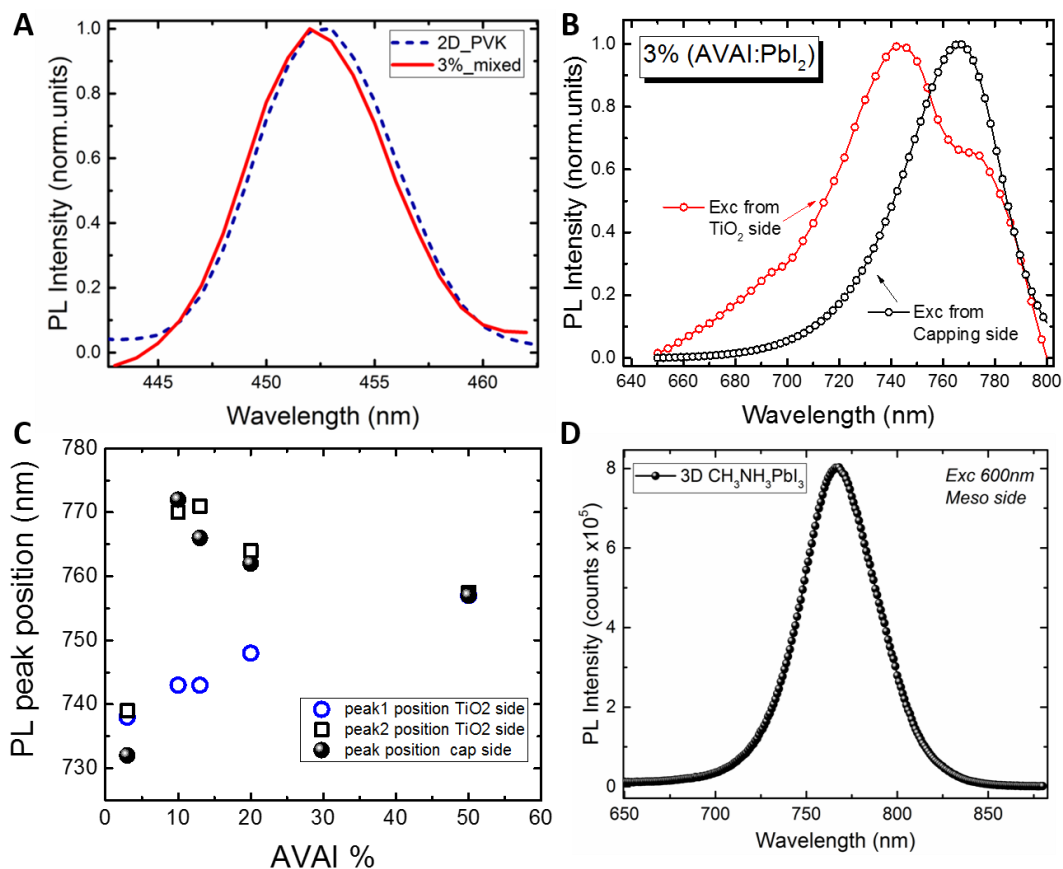 A
PL Intensity (norm.units)
1.0
0.8
0.6
0.4
0.2
0.0
2D_PVK
3%_mixed
445
450
455
460
Wavelength (nm)
B
PL Intensity (norm.units)
1.0
0.8
0.6
0.4
0.2
0.0
3% (AVAI:PbI₂)
Exc from
TiO₂ side
Exc from
Capping side
640
660
680
700
720
740
760
780
800
Wavelength (nm)
C
PL peak position (nm)
780
770
760
750
740
730
peak1 position TiO2 side
peak2 position TiO2 side
peak position cap side
0
10
20
30
40
50
60
AVAI %
D
PL Intensity (counts x10⁵)
8
6
4
2
0
3D CH₃NH₃PbI₃
Exc 600nm
Meso side
650
700
750
800
850
Wavelength (nm)